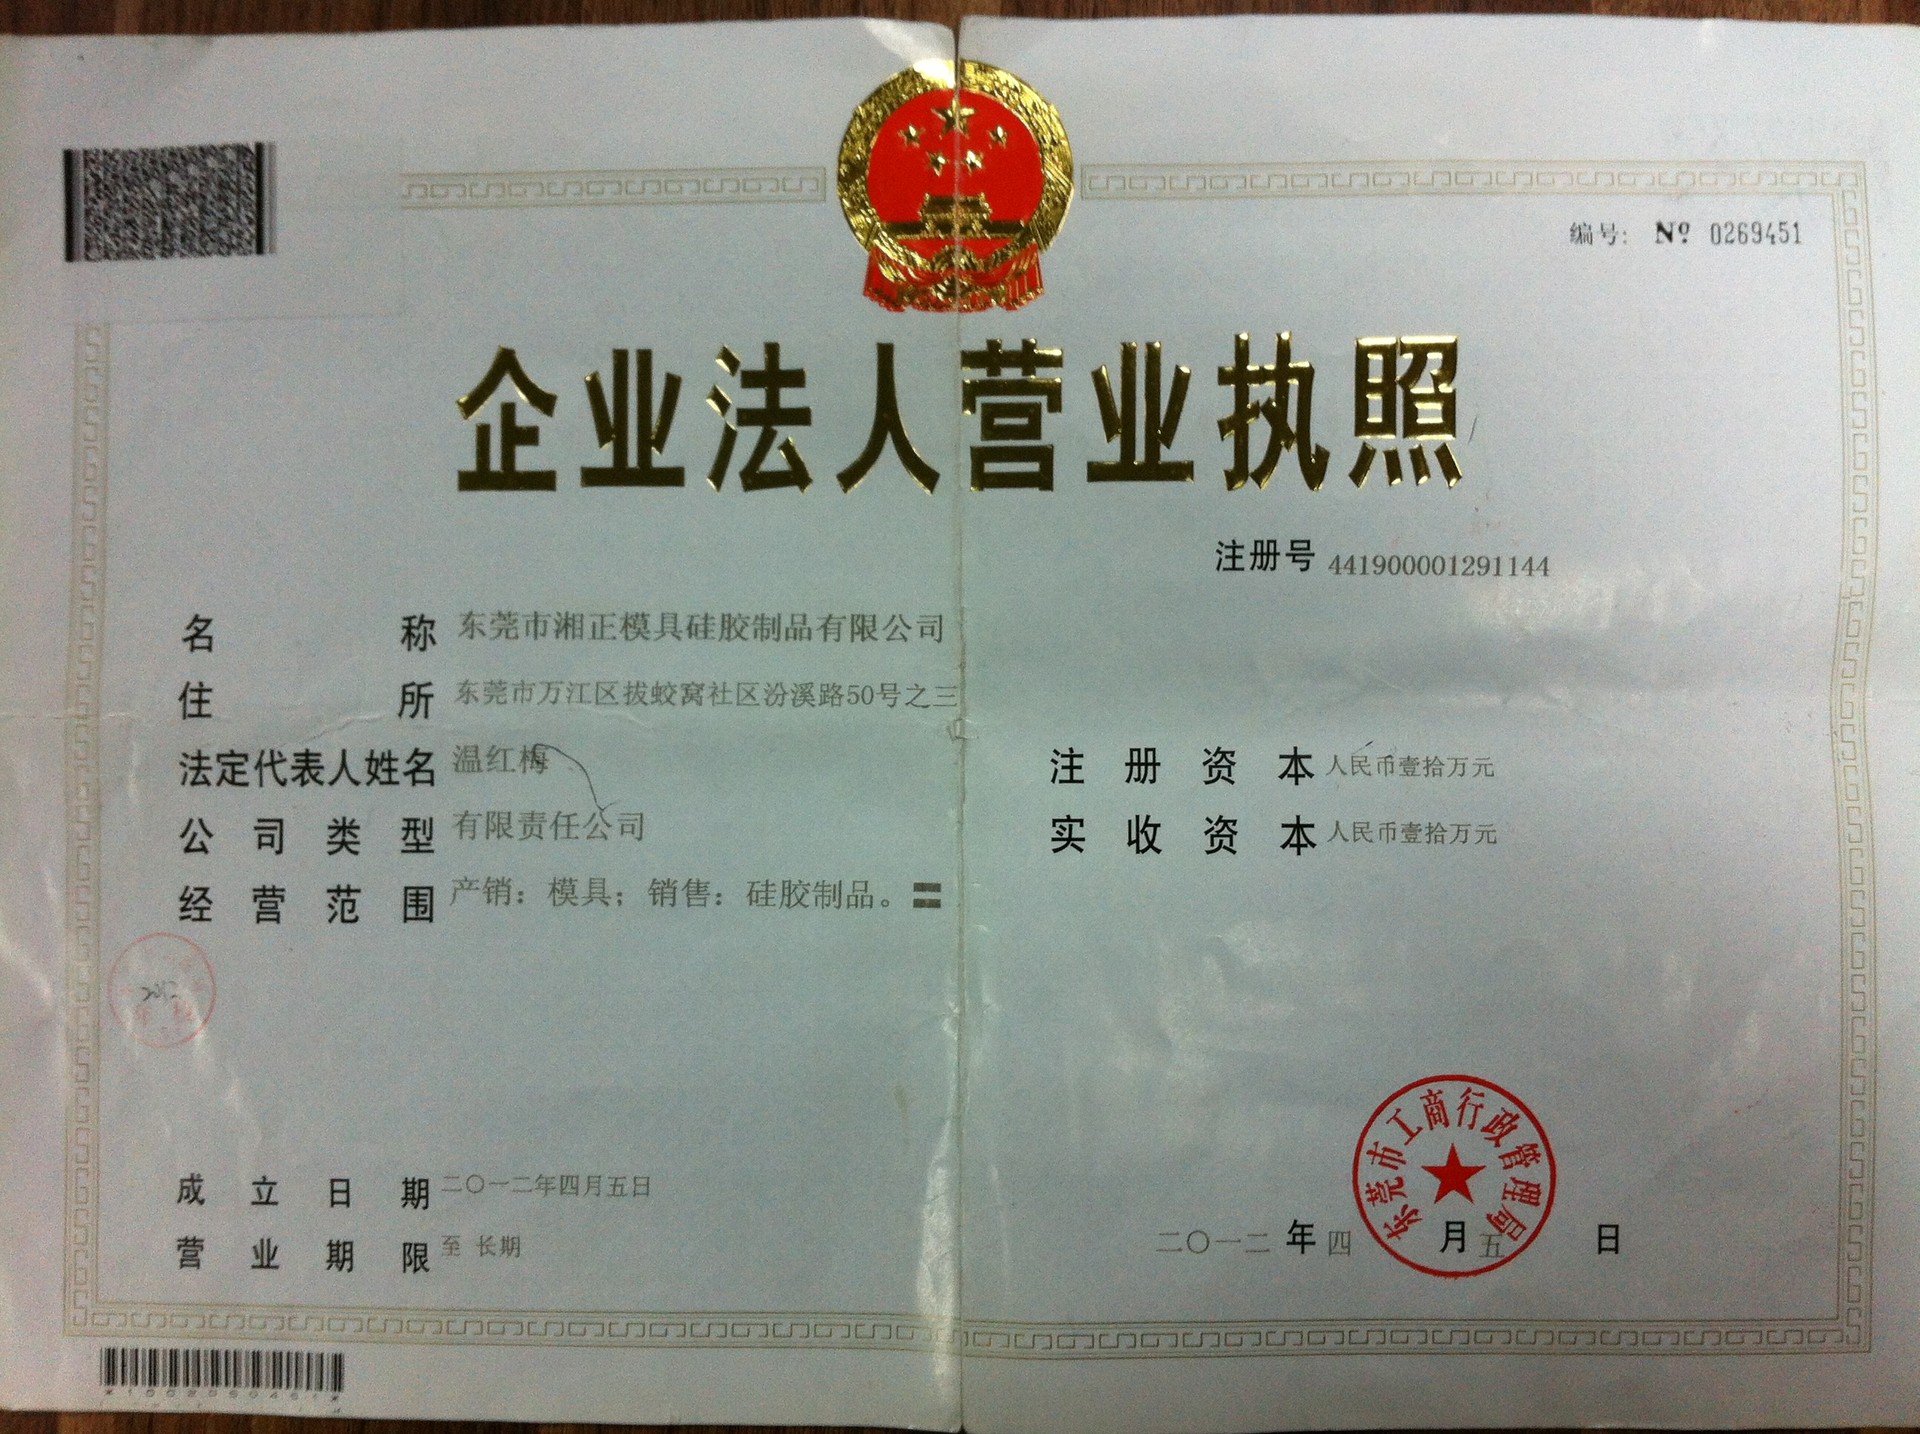 编号: Nº 0269451
企业法人营业执照
注册号 441900001291144
名称 东莞市湘正模具硅胶制品有限公司
住所 东莞市万江区拔蛟窝社区汾溪路50号之三
法定代表人姓名 温红梅
注册资本 人民币壹拾万元
公司类型 有限责任公司
实收资本 人民币壹拾万元
经营范围 产销：模具；销售：硅胶制品。〓
成立日期 二〇一二年四月五日
营业期限 至 长期
东莞市工商行政管理局
二〇一二年四月五日